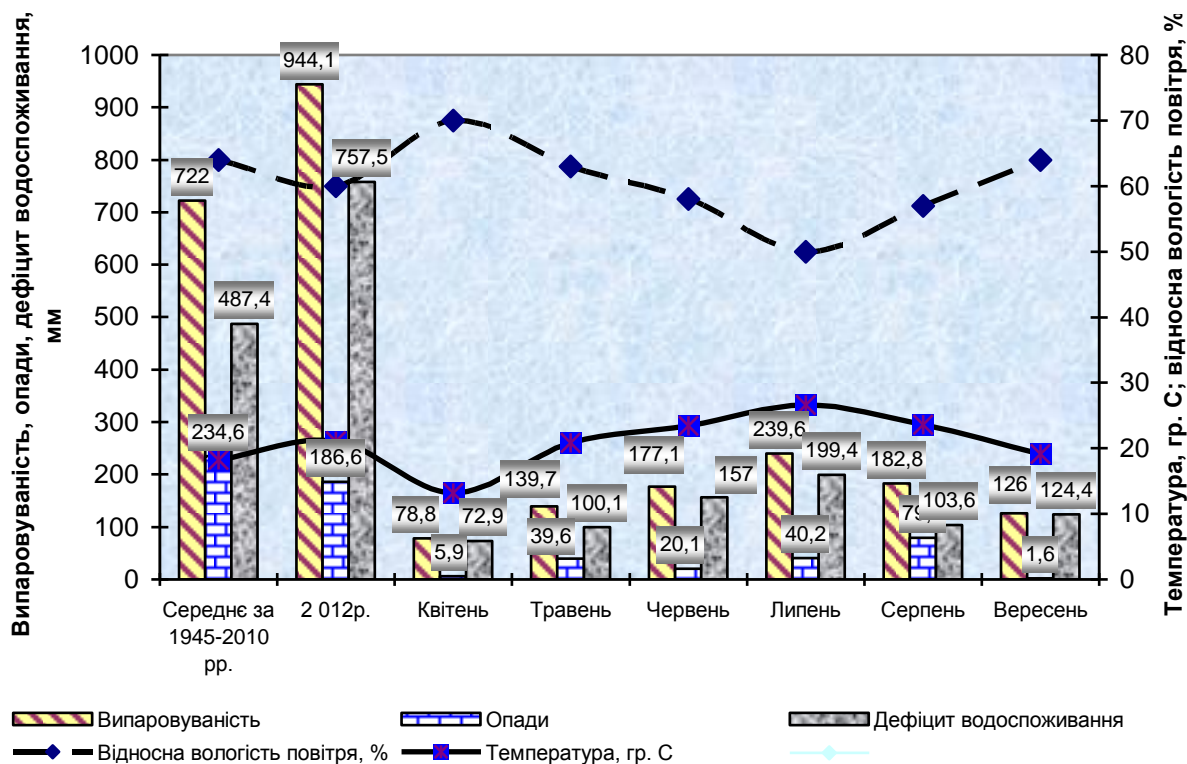 Випаровуваність, опади, дефіцит водоспоживання,
мм
1000
900
800
700
600
500
400
300
200
100
0
722
234,6
487,4
944,1
186,6
757,5
78,8
5,9
72,9
139,7
39,6
100,1
177,1
20,1
157
239,6
40,2
199,4
182,8
103,6
126
1,6
124,4
80
70
60
50
40
30
20
10
0
Температура, гр. С; відносна вологість повітря, %
Середнє за
1945-2010
рр.
2 012р.
Квітень
Травень
Червень
Липень
Серпень
Вересень
Випаровуваність
Опади
Дефіцит водоспоживання
Відносна вологість повітря, %
Температура, гр. С